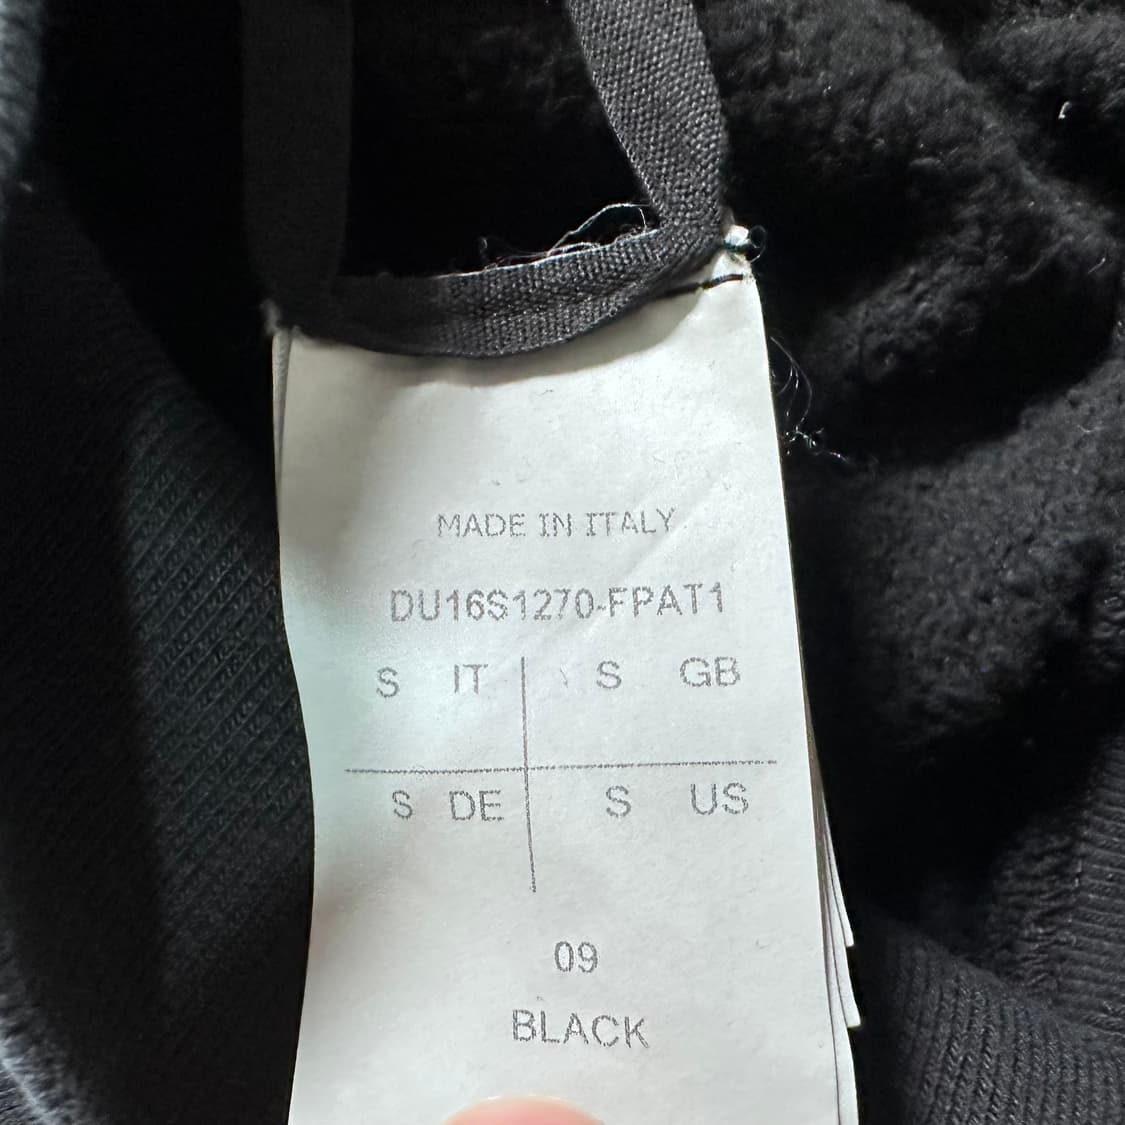 MADE IN ITALY
DU16S1270-FPAT1
S IT S GB
S DE S US
09
BLACK